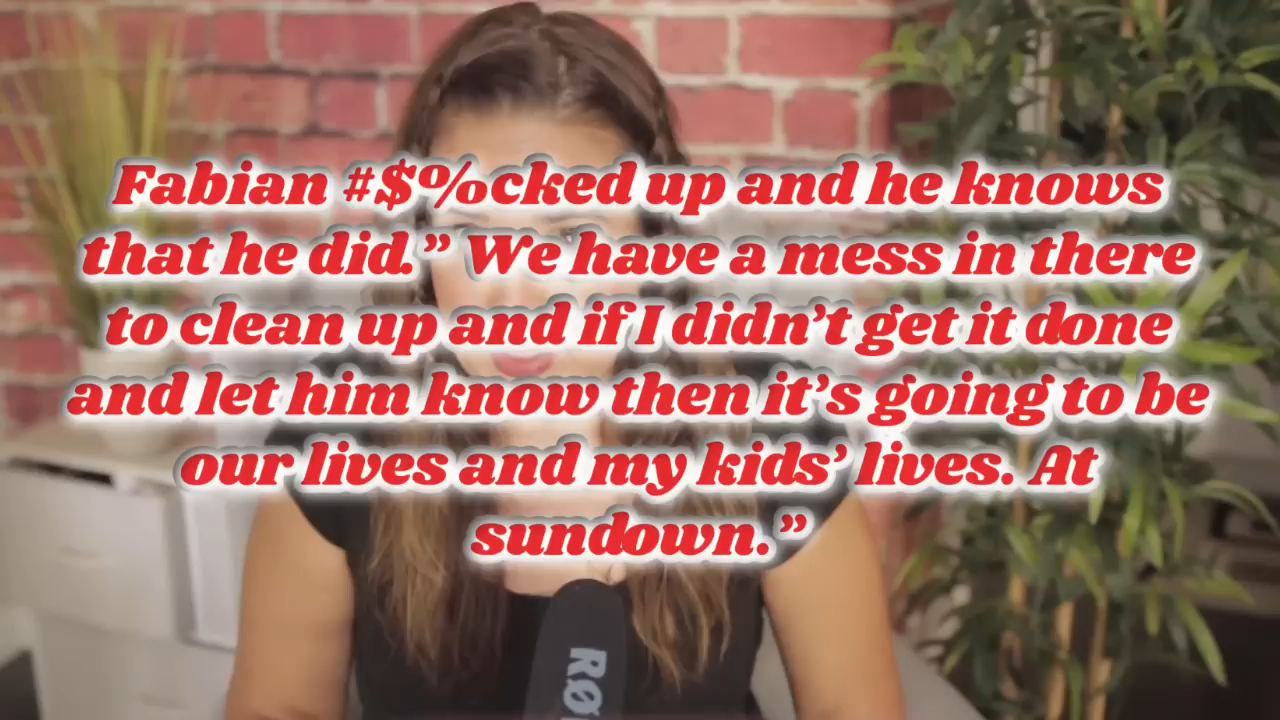 Fabian #$%cked up and he knows
that he did.” We have a mess in there
to clean up and if I didn’t get it done
and let him know then it’s going to be
our lives and my kids’ lives. At
sundown.”